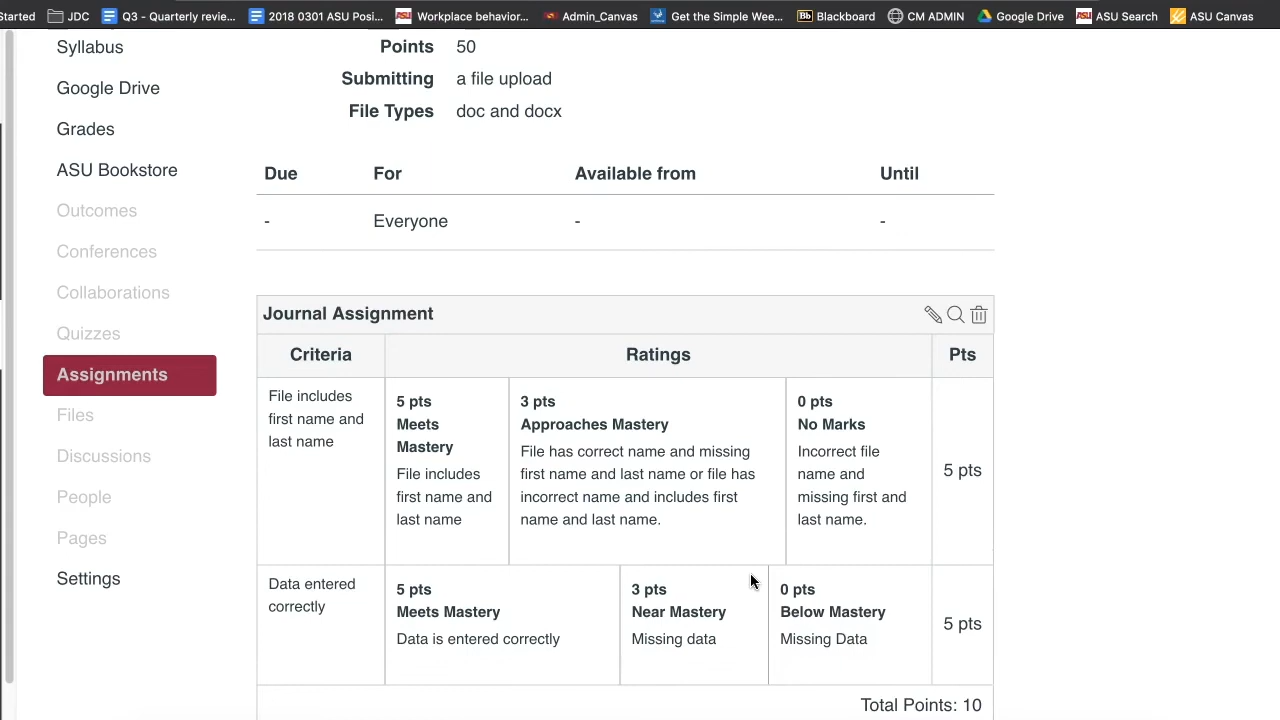 Started JDC Q3 - Quarterly revie... 2018 0301 ASU Posi... Workplace behavior... Admin_Canvas Get the Simple Wee... Bb Blackboard CM ADMIN Google Drive ASU Search ASU Canvas
Syllabus
Google Drive
Grades
ASU Bookstore
Outcomes
Conferences
Collaborations
Quizzes
Assignments
Files
Discussions
People
Pages
Settings
Points 50
Submitting a file upload
File Types doc and docx
Due For Available from Until
- Everyone - -
Journal Assignment
Criteria Ratings Pts
File includes
first name and
last name
5 pts
Meets
Mastery
File includes
first name and
last name
3 pts
Approaches Mastery
File has correct name and missing
first name and last name or file has
incorrect name and includes first
name and last name.
0 pts
No Marks
Incorrect file
name and
missing first and
last name.
5 pts
Data entered
correctly
5 pts
Meets Mastery
Data is entered correctly
3 pts
Near Mastery
Missing data
0 pts
Below Mastery
Missing Data
5 pts
Total Points: 10